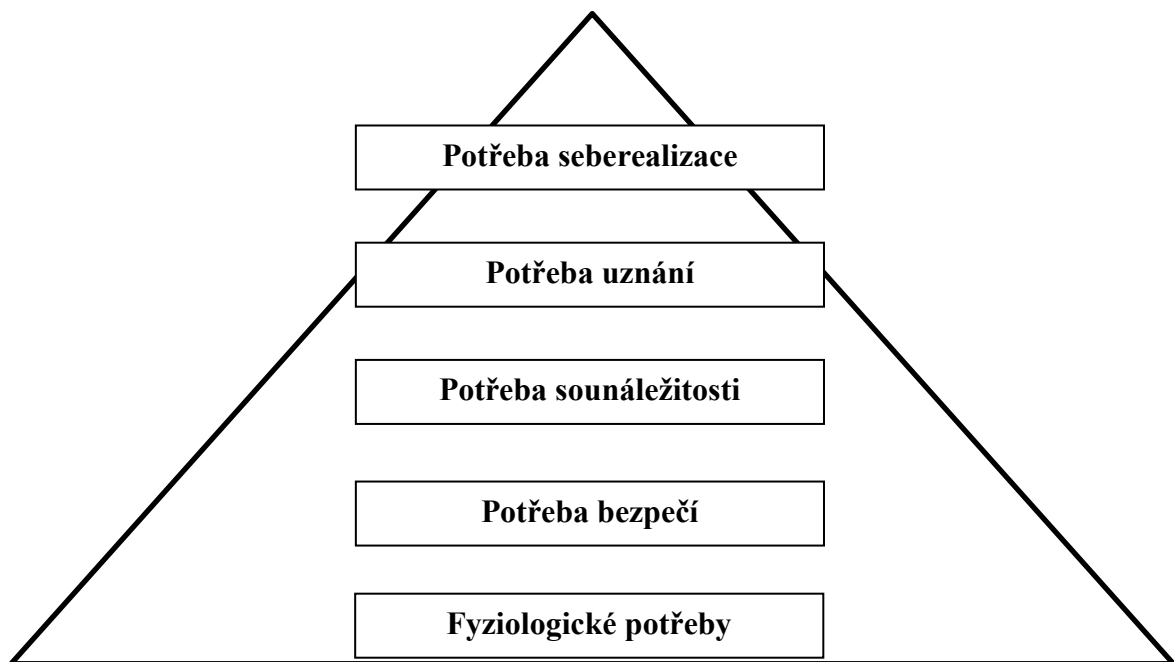 Potřeba seberealizace
Potřeba uznání
Potřeba sounáležitosti
Potřeba bezpečí
Fyziologické potřeby